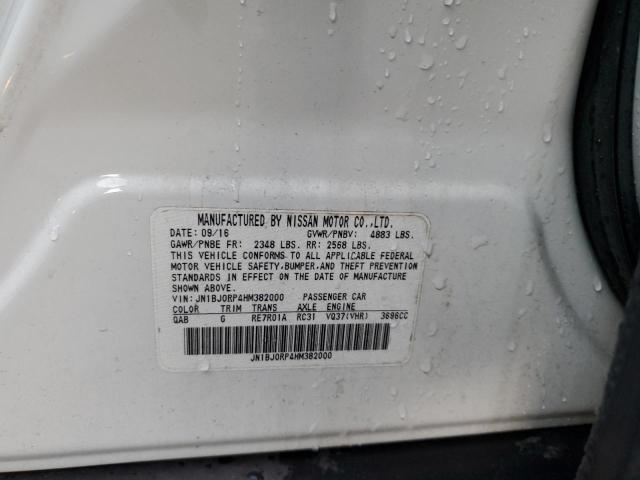 MANUFACTURED BY NISSAN MOTOR CO.,LTD.
DATE: 09/16 GVWR/PNBV: 4883 LBS.
GAWR/PNBE FR: 2348 LBS. RR: 2568 LBS.
THIS VEHICLE CONFORMS TO ALL APPLICABLE FEDERAL
MOTOR VEHICLE SAFETY,BUMPER,AND THEFT PREVENTION
STANDARDS IN EFFECT ON THE DATE OF MANUFACTURE
SHOWN ABOVE.
VIN: JN1BJ0RP4HM382000 PASSENGER CAR
COLOR TRIM TRANS AXLE ENGINE
QAB G RE7R01A RC31 VQ37(VHR) 3696CC
JN1BJ0RP4HM382000